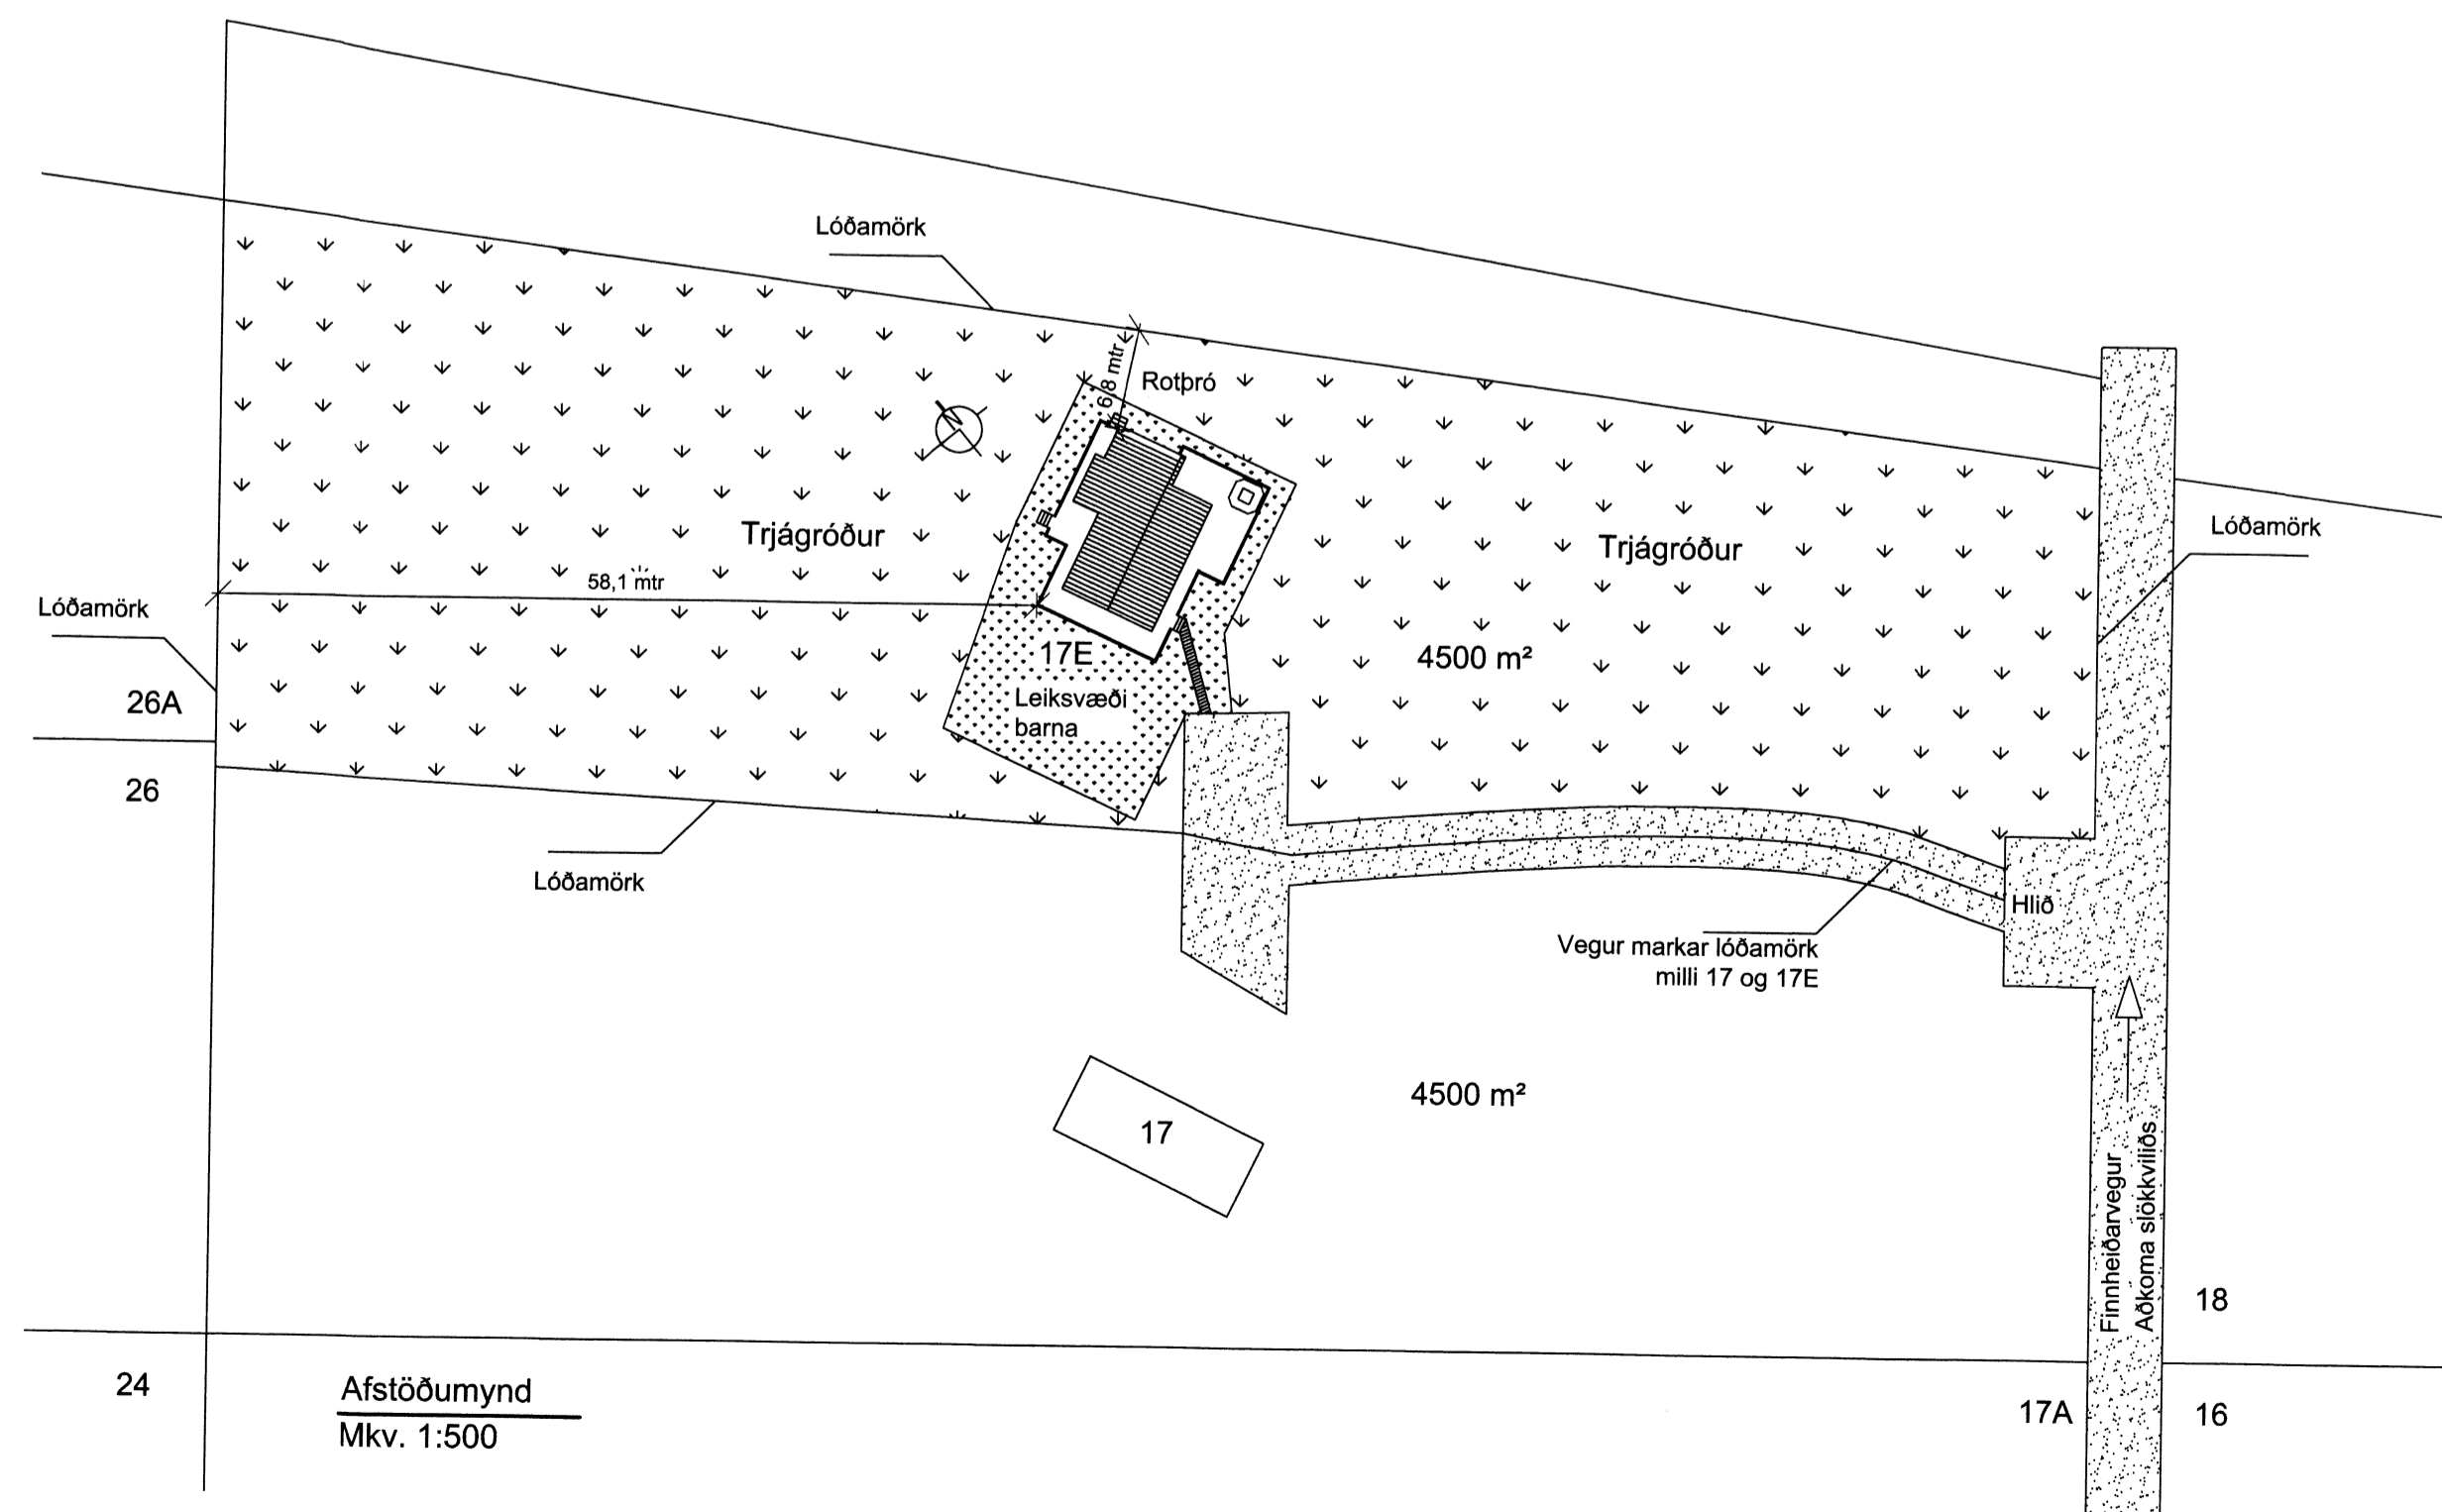 Lóðamörk
6,8 mtr
Rotþró
N
Trjágróður
Trjágróður
Lóðamörk
58,1 mtr
Lóðamörk
17E
4500 m²
Leiksvæði
barna
26A
26
Lóðamörk
Hlið
Vegur markar lóðamörk
milli 17 og 17E
4500 m²
17
Finnheiðarvegur
Aðkoma slökkviliðs
18
24
Afstöðumynd
Mkv. 1:500
17A
16